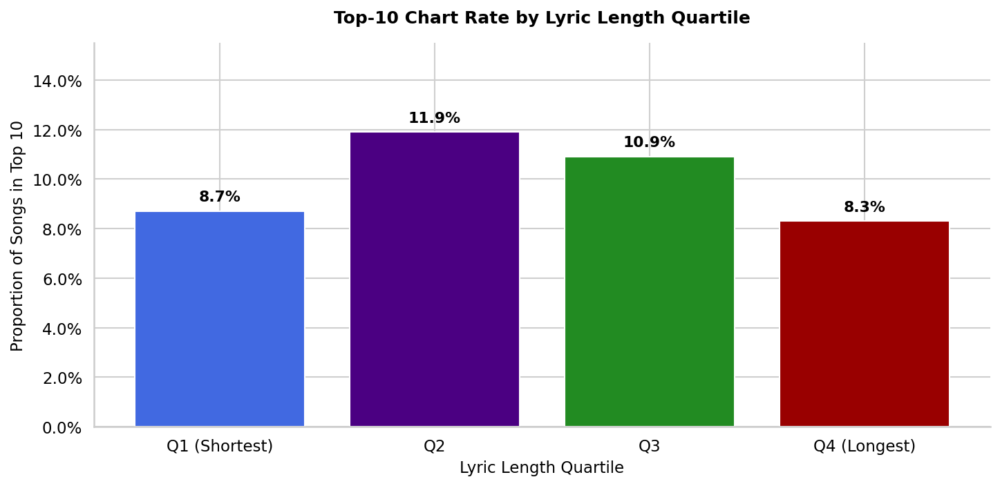 Top-10 Chart Rate by Lyric Length Quartile
Proportion of Songs in Top 10
14.0%
12.0%
10.0%
8.0%
6.0%
4.0%
2.0%
0.0%
8.7%
11.9%
10.9%
8.3%
Q1 (Shortest)
Q2
Q3
Q4 (Longest)
Lyric Length Quartile